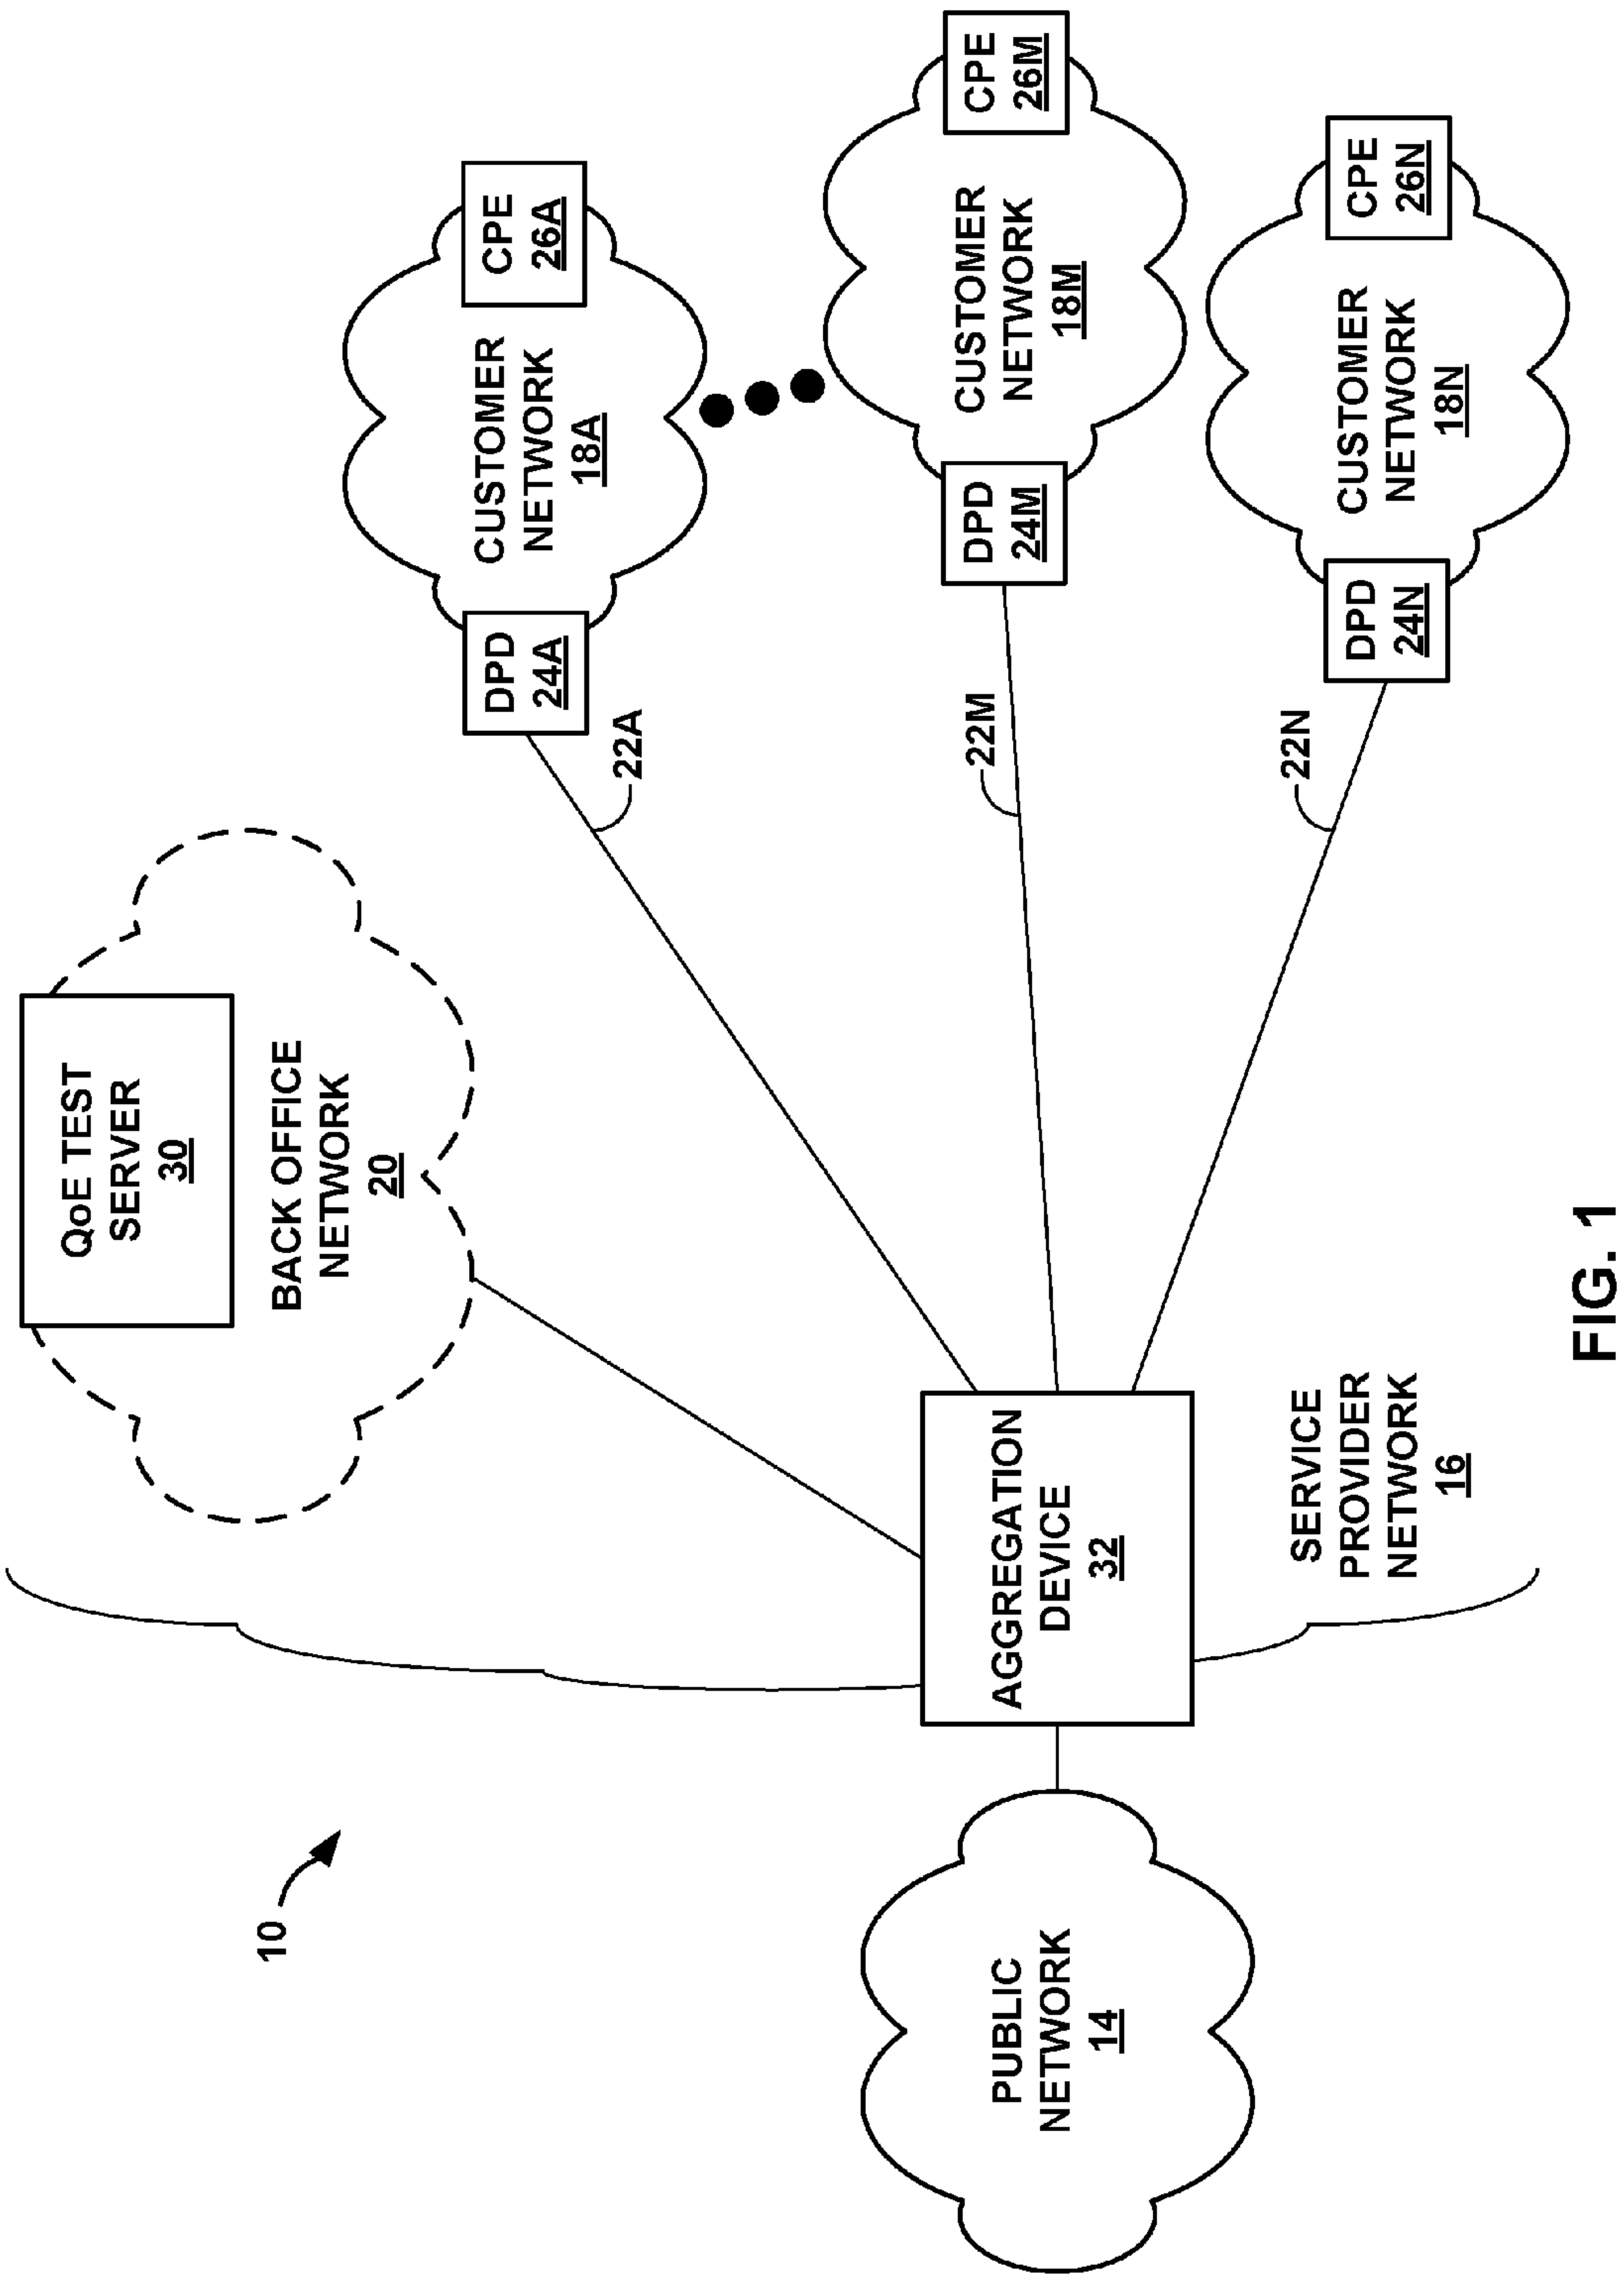 10
QoE TEST
SERVER
30
BACK OFFICE
NETWORK
20
CUSTOMER
NETWORK
18A
CPE
26A
DPD
24A
22A
CUSTOMER
NETWORK
18M
CPE
26M
DPD
24M
22M
CUSTOMER
NETWORK
18N
CPE
26N
DPD
24N
22N
PUBLIC
NETWORK
14
AGGREGATION
DEVICE
32
SERVICE
PROVIDER
NETWORK
16
FIG. 1